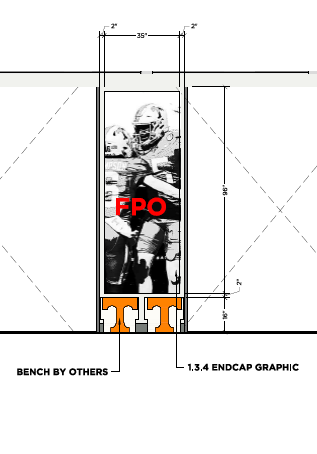 2"
2"
35"
FPO
96"
2"
16"
BENCH BY OTHERS
1.3.4 ENDCAP GRAPHIC